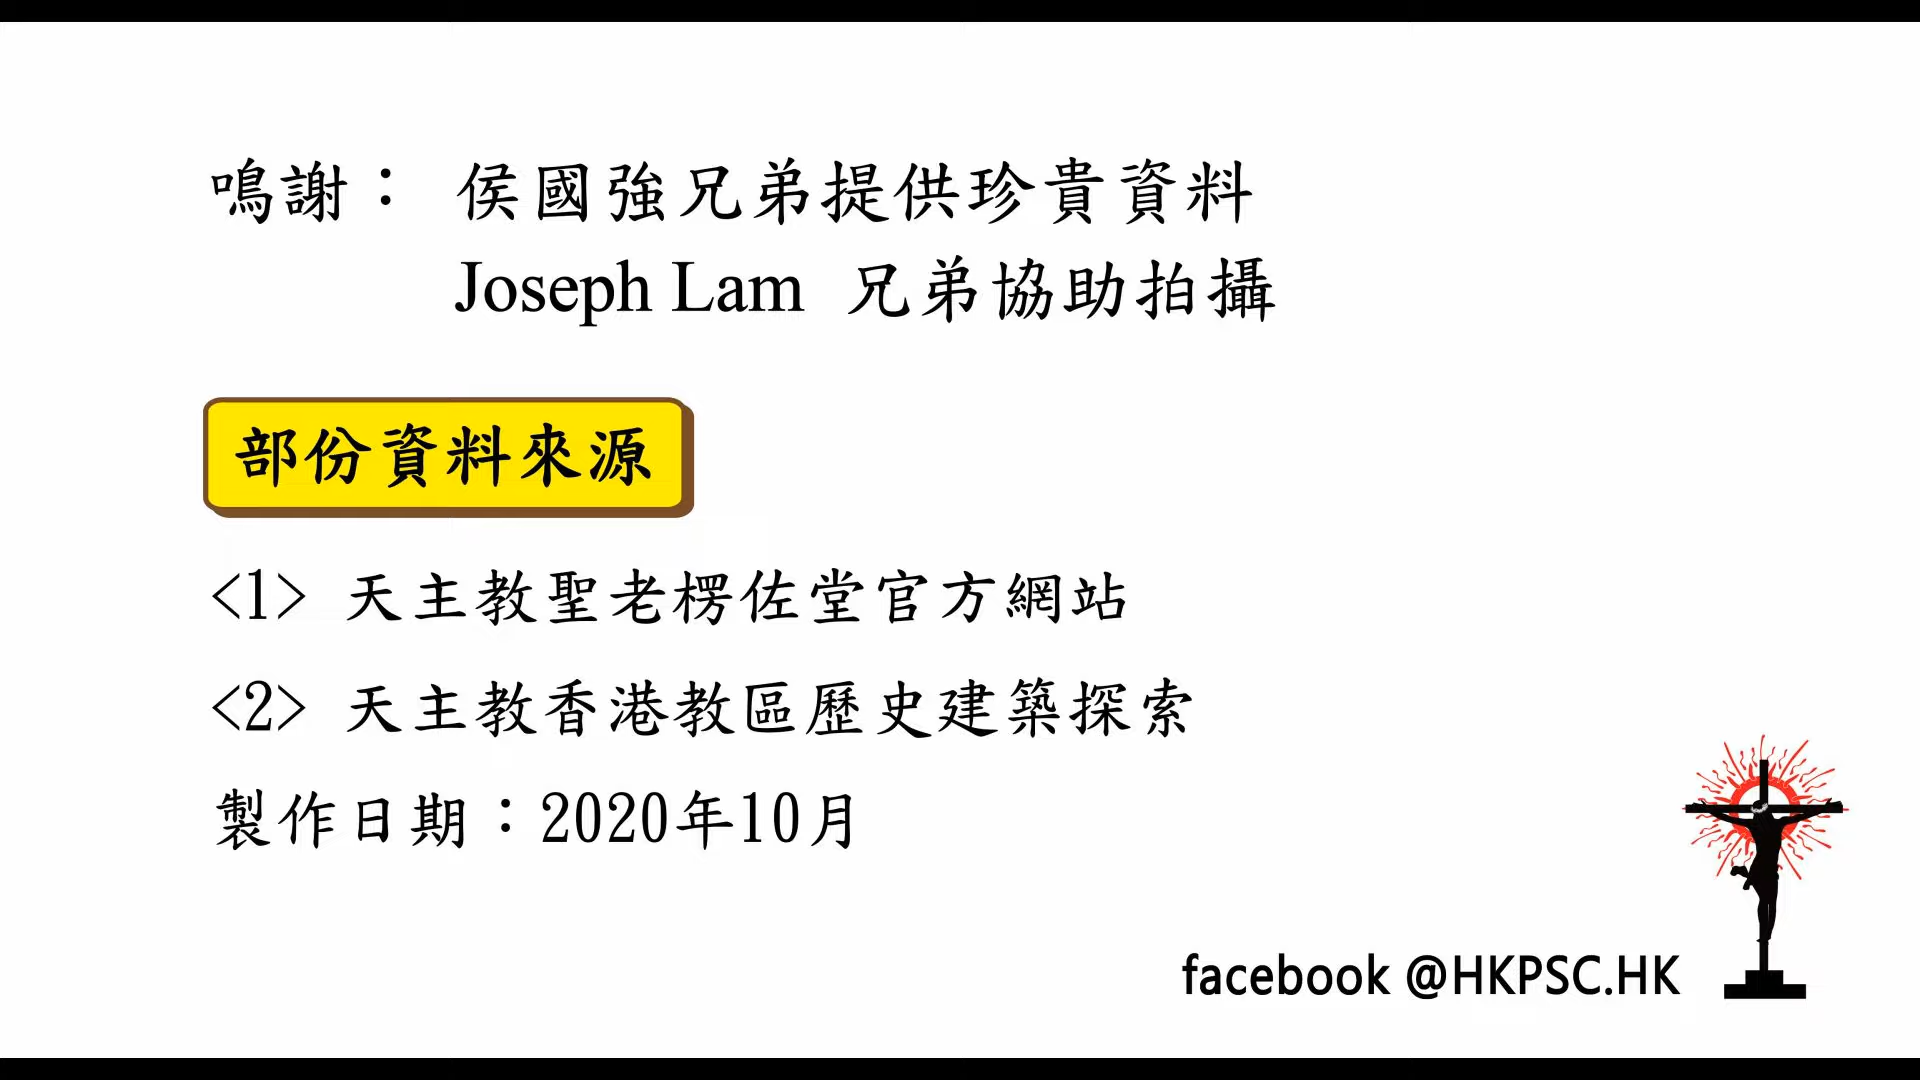 鳴謝： 侯國強兄弟提供珍貴資料
Joseph Lam 兄弟協助拍攝
部份資料來源
<1> 天主教聖老楞佐堂官方網站
<2> 天主教香港教區歷史建築探索
製作日期：2020年10月
facebook @HKPSC.HK